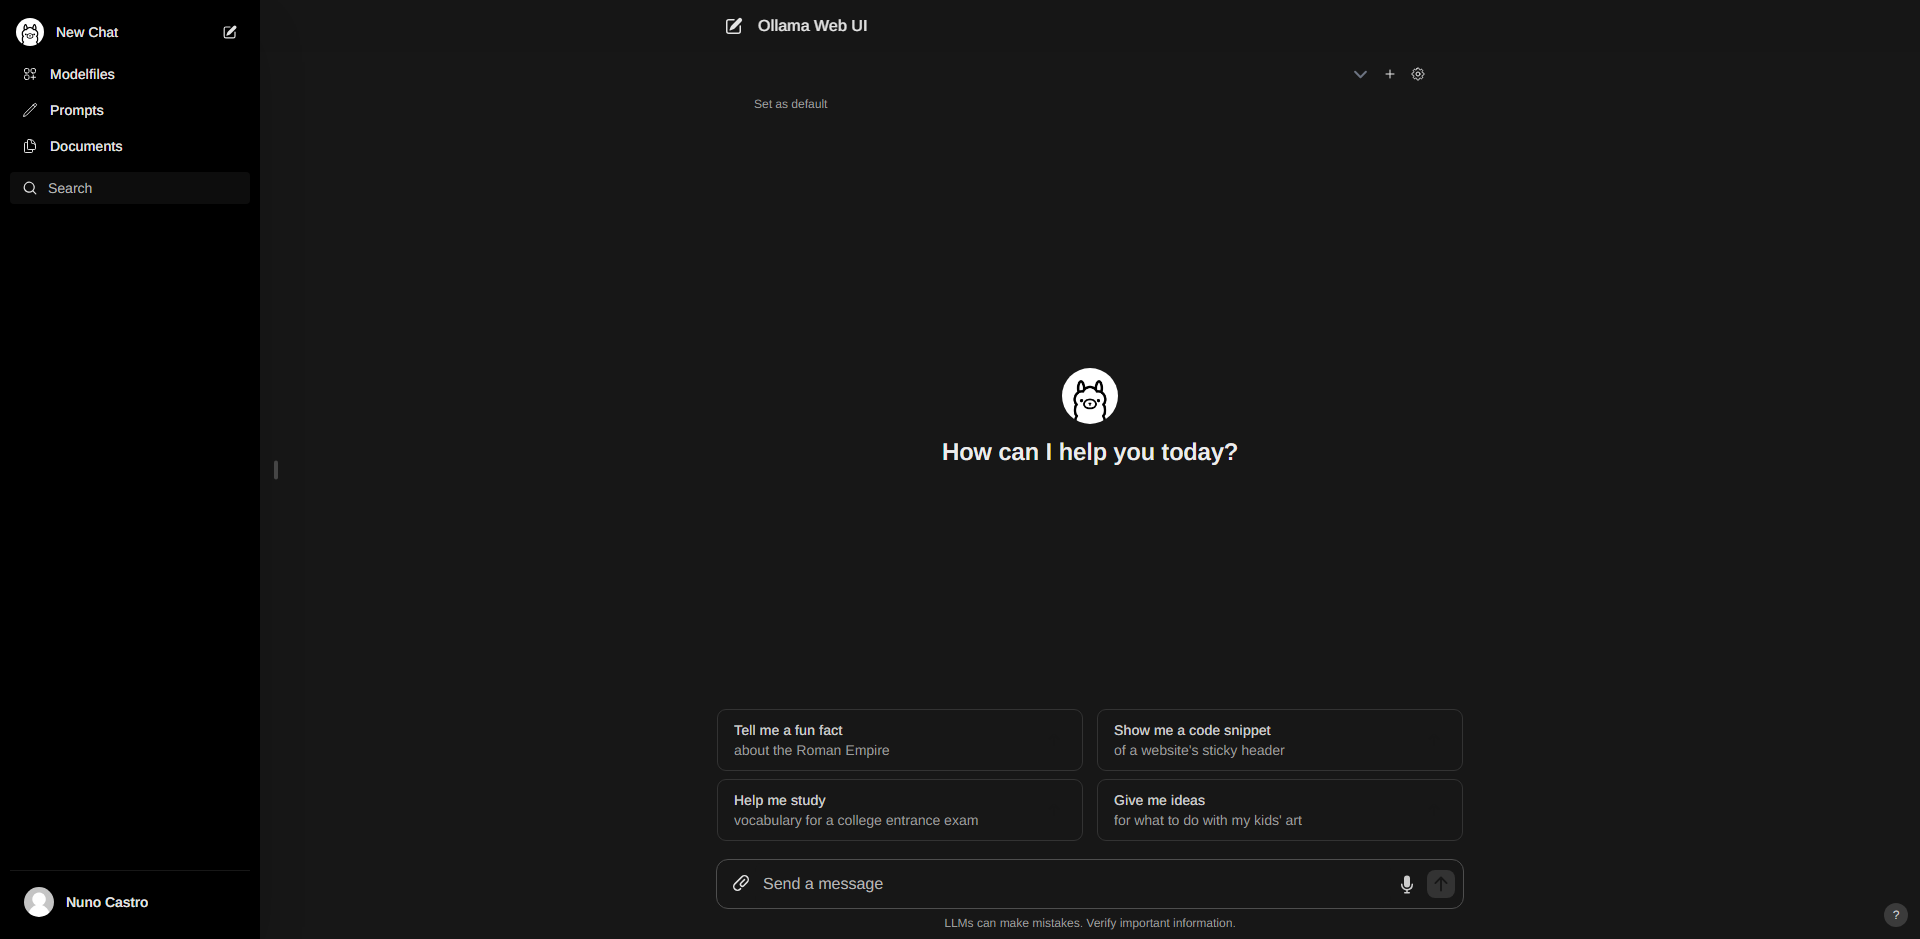 New Chat
Modelfiles
Prompts
Documents
Search
Nuno Castro
Ollama Web UI
Set as default
How can I help you today?
Tell me a fun fact
about the Roman Empire
Show me a code snippet
of a website's sticky header
Help me study
vocabulary for a college entrance exam
Give me ideas
for what to do with my kids' art
Send a message
LLMs can make mistakes. Verify important information.
?